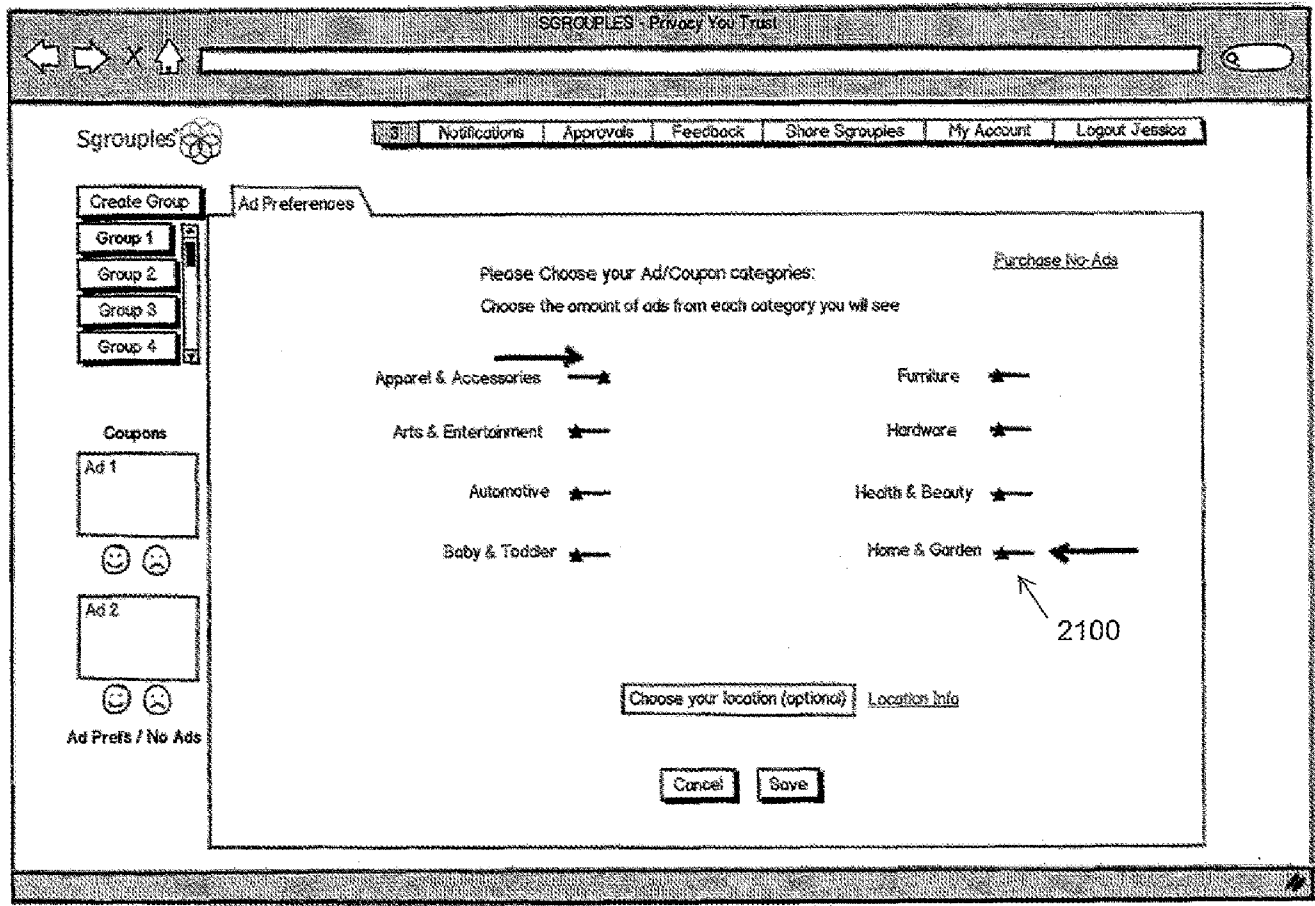 SGROUPLES - Privacy You Trust
Sgrouples
3 Notifications Approvals Feedback Share Sgrouples My Account Logout Jessica
Create Group
Ad Preferences
Group 1
Group 2
Group 3
Group 4
Purchase No-Ads
Please Choose your Ad/Coupon categories:
Choose the amount of ads from each category you will see
Apparel & Accessories
Furniture
Arts & Entertainment
Hardware
Automotive
Health & Beauty
Baby & Toddler
Home & Garden
2100
Coupons
Ad 1
Ad 2
Ad Prefs / No Ads
Choose your location (optional) Location Info
Cancel Save